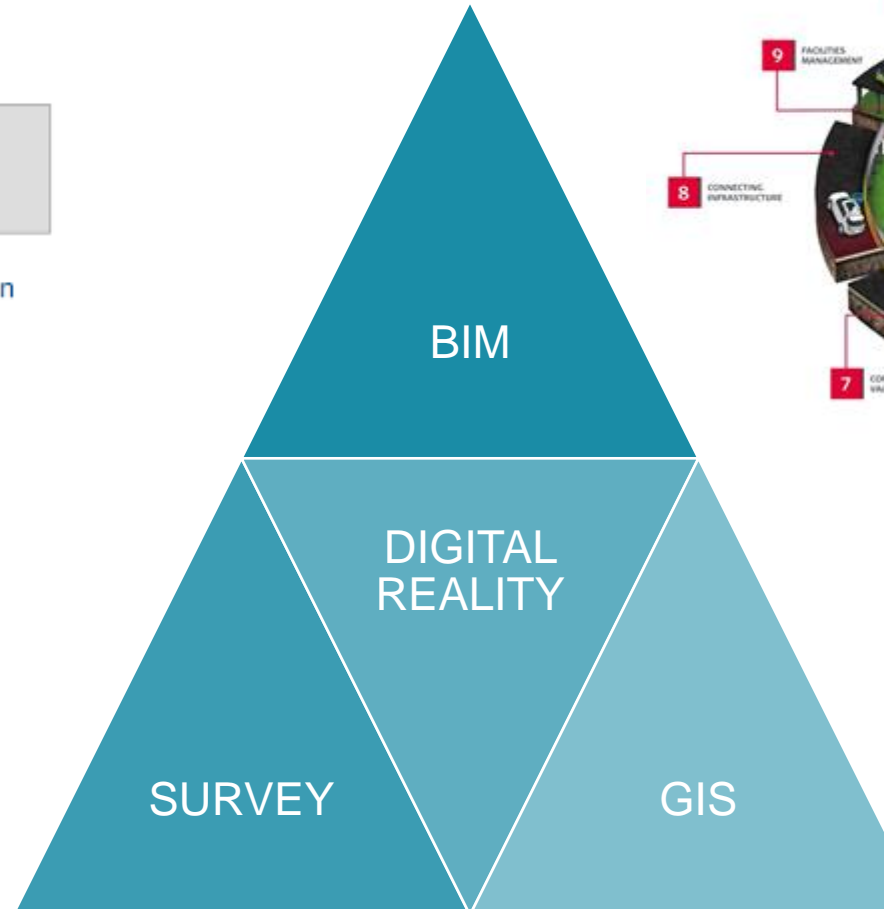 n
9 FACILITIES
MANAGEMENT
8 CONNECTING
INFRASTRUCTURE
7
BIM
DIGITAL
REALITY
SURVEY
GIS